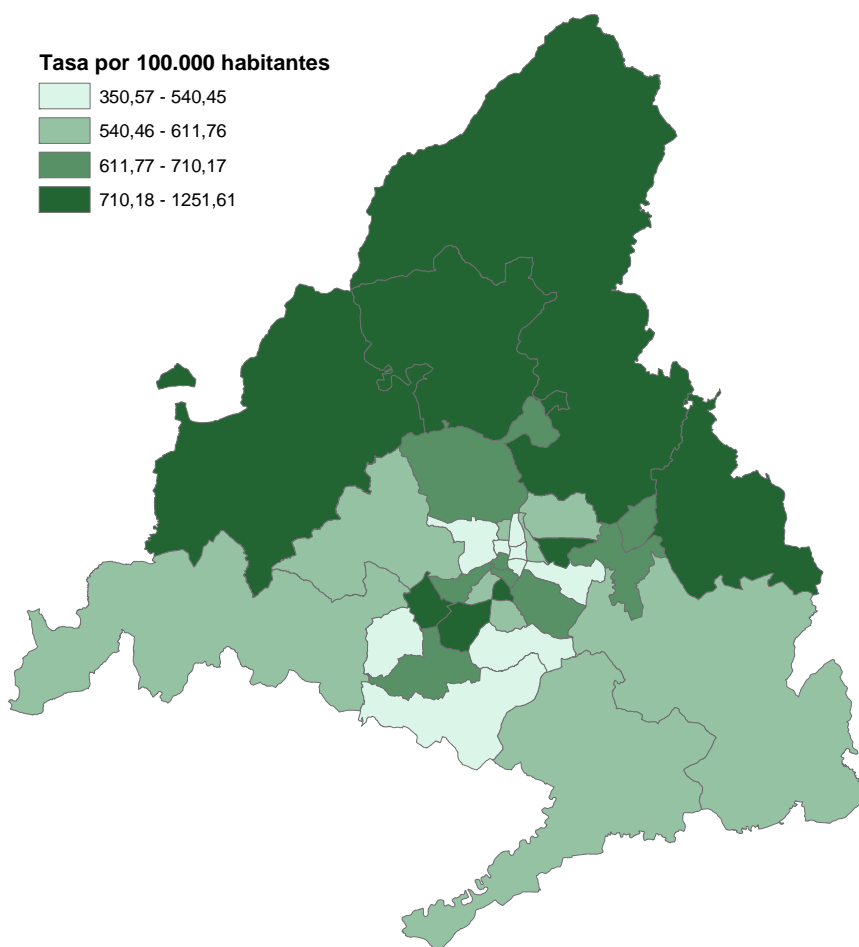 Tasa por 100.000 habitantes
350,57 - 540,45
540,46 - 611,76
611,77 - 710,17
710,18 - 1251,61